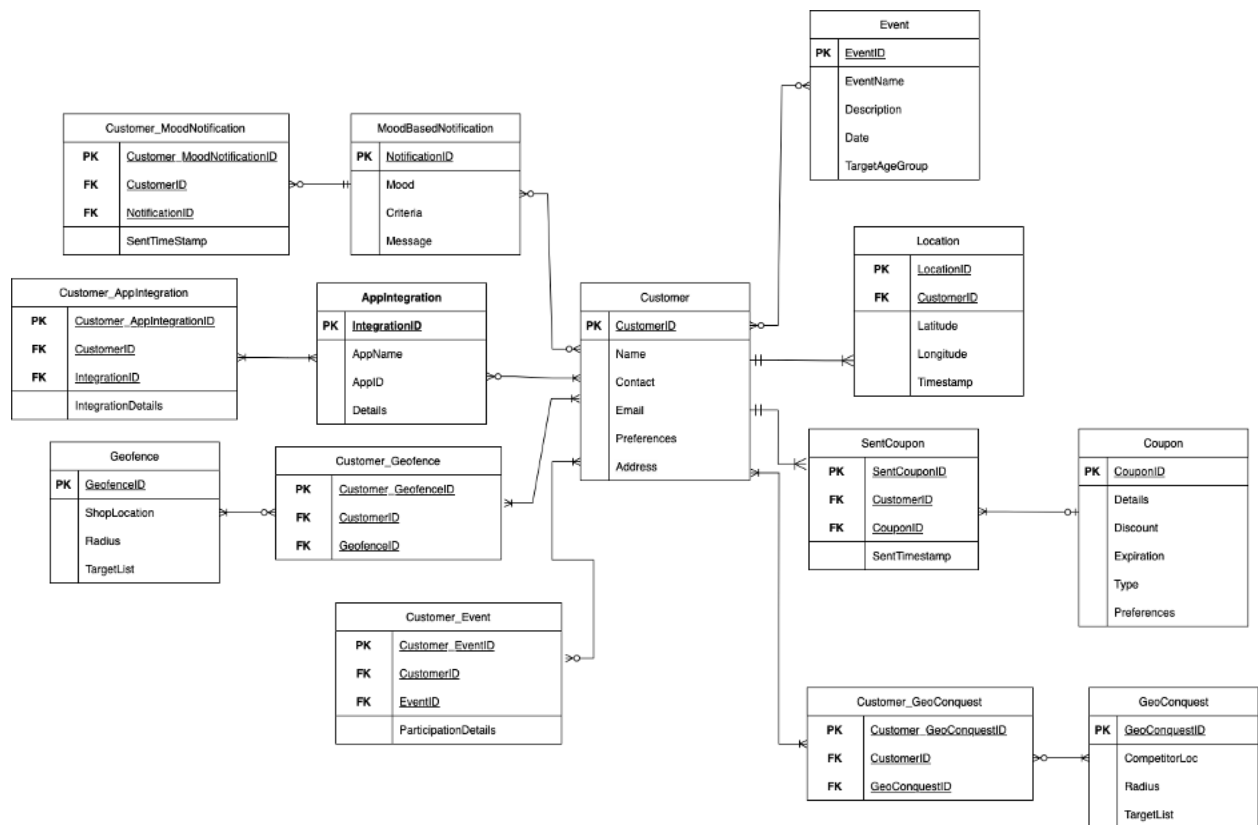 Event
PK EventID
EventName
Description
Date
TargetAgeGroup
Customer_MoodNotification
PK Customer_MoodNotificationID
FK CustomerID
FK NotificationID
SentTimeStamp
MoodBasedNotification
PK NotificationID
Mood
Criteria
Message
Location
PK LocationID
FK CustomerID
Latitude
Longitude
Timestamp
Customer_AppIntegration
PK Customer_AppIntegrationID
FK CustomerID
FK IntegrationID
IntegrationDetails
AppIntegration
PK IntegrationID
AppName
AppID
Details
Customer
PK CustomerID
Name
Contact
Email
Preferences
Address
Geofence
PK GeofenceID
ShopLocation
Radius
TargetList
Customer_Geofence
PK Customer_GeofenceID
FK CustomerID
FK GeofenceID
SentCoupon
PK SentCouponID
FK CustomerID
FK CouponID
SentTimestamp
Coupon
PK CouponID
Details
Discount
Expiration
Type
Preferences
Customer_Event
PK Customer_EventID
FK CustomerID
FK EventID
ParticipationDetails
Customer_GeoConquest
PK Customer_GeoConquestID
FK CustomerID
FK GeoConquestID
GeoConquest
PK GeoConquestID
CompetitorLoc
Radius
TargetList